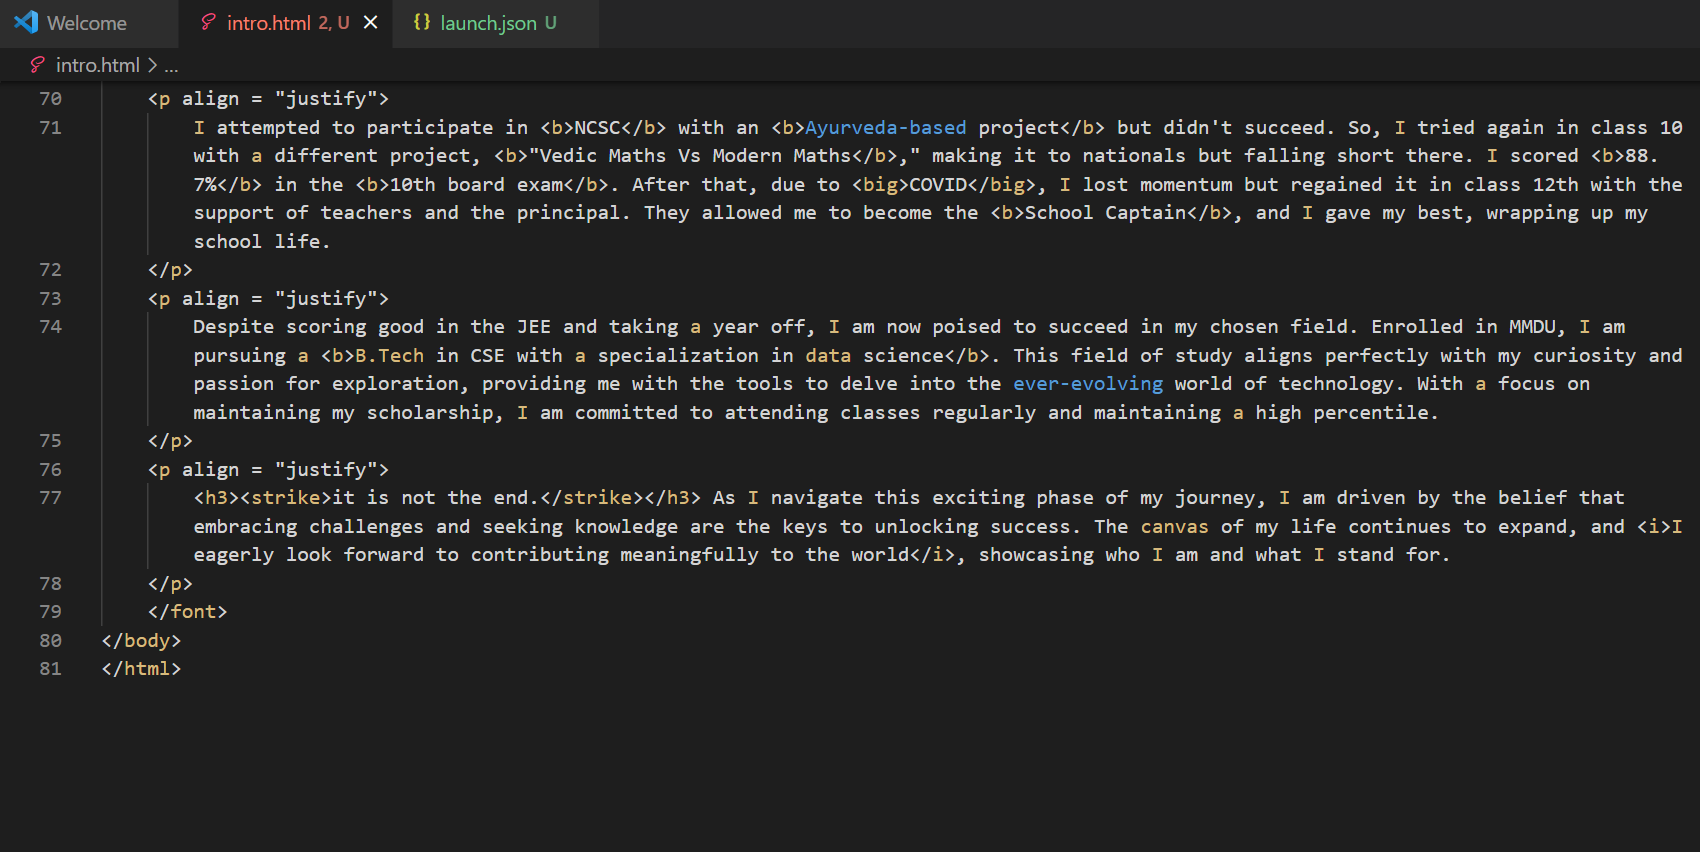 Welcome
intro.html 2, U
launch.json U
intro.html > ...
70 <p align = "justify">
71 I attempted to participate in <b>NCSC</b> with an <b>Ayurveda-based project</b> but didn't succeed. So, I tried again in class 10
with a different project, <b>"Vedic Maths Vs Modern Maths</b>," making it to nationals but falling short there. I scored <b>88.
7%</b> in the <b>10th board exam</b>. After that, due to <big>COVID</big>, I lost momentum but regained it in class 12th with the
support of teachers and the principal. They allowed me to become the <b>School Captain</b>, and I gave my best, wrapping up my
school life.
72 </p>
73 <p align = "justify">
74 Despite scoring good in the JEE and taking a year off, I am now poised to succeed in my chosen field. Enrolled in MMDU, I am
pursuing a <b>B.Tech in CSE with a specialization in data science</b>. This field of study aligns perfectly with my curiosity and
passion for exploration, providing me with the tools to delve into the ever-evolving world of technology. With a focus on
maintaining my scholarship, I am committed to attending classes regularly and maintaining a high percentile.
75 </p>
76 <p align = "justify">
77 <h3><strike>it is not the end.</strike></h3> As I navigate this exciting phase of my journey, I am driven by the belief that
embracing challenges and seeking knowledge are the keys to unlocking success. The canvas of my life continues to expand, and <i>I
eagerly look forward to contributing meaningfully to the world</i>, showcasing who I am and what I stand for.
78 </p>
79 </font>
80 </body>
81 </html>